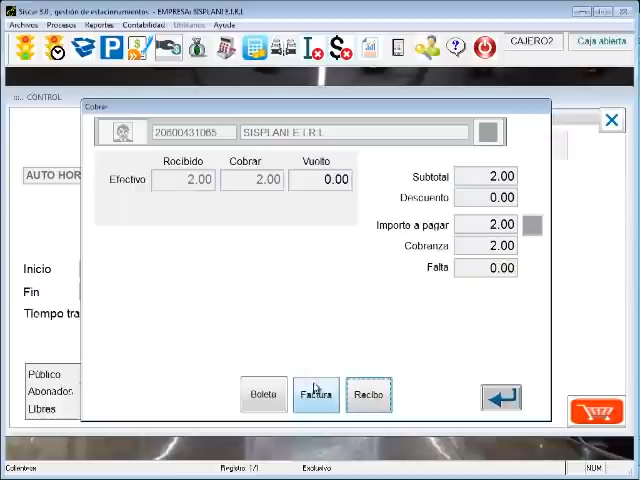 Siscar 3.0, gestión de estacionamientos - EMPRESA: SISPLANI E.I.R.L
Archivos Procesos Reportes Contabilidad Utilitarios Ayuda
CAJERO2 Caja abierta
CONTROL
Cobrar
20600431065 SISPLANI E.I.R.L
Recibido Cobrar Vuelto
Efectivo 2.00 2.00 0.00
Subtotal 2.00
Descuento 0.00
Importe a pagar 2.00
Cobranza 2.00
Falta 0.00
AUTO HOR
Inicio
Fin
Tiempo tra
Público
Abonados
Libres
Boleta Factura Recibo
Registro: 1/1 Exclusivo NUM